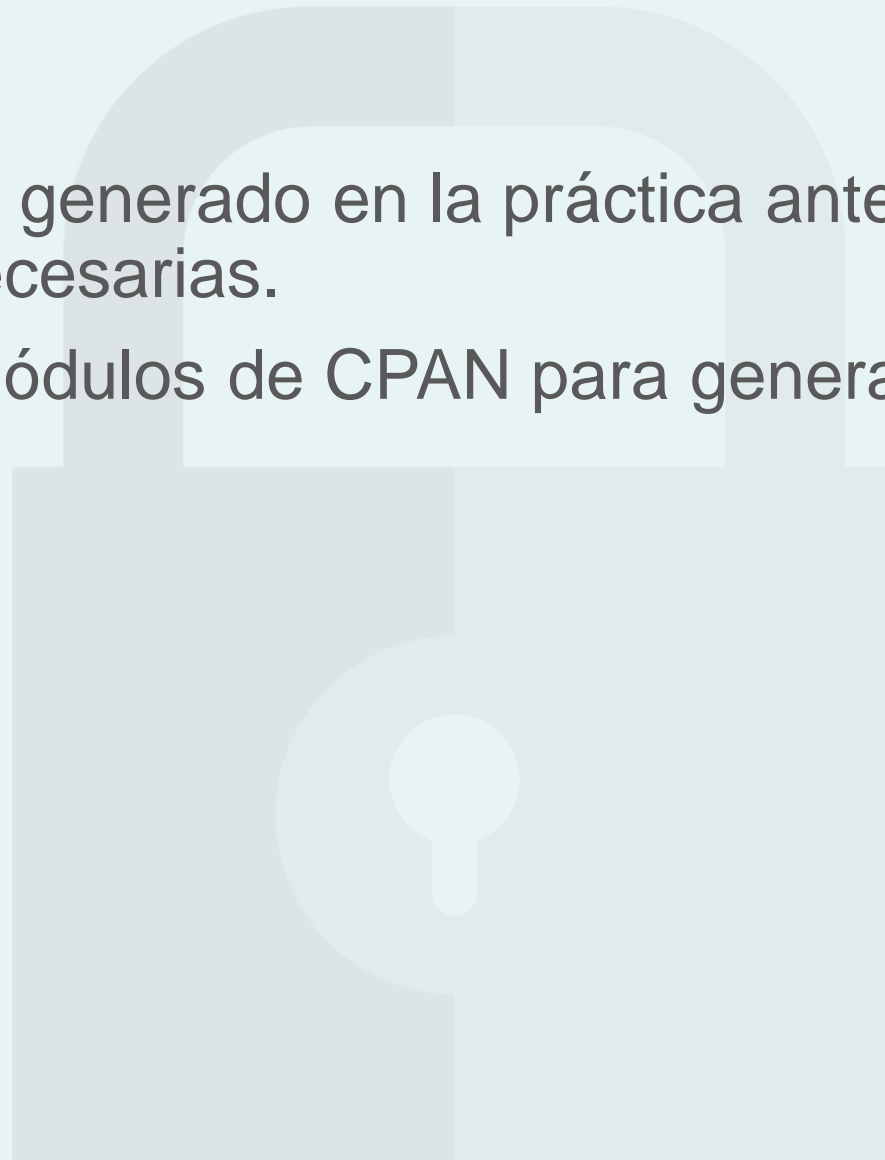 generado en la práctica ante
cesarias.
ódulos de CPAN para genera